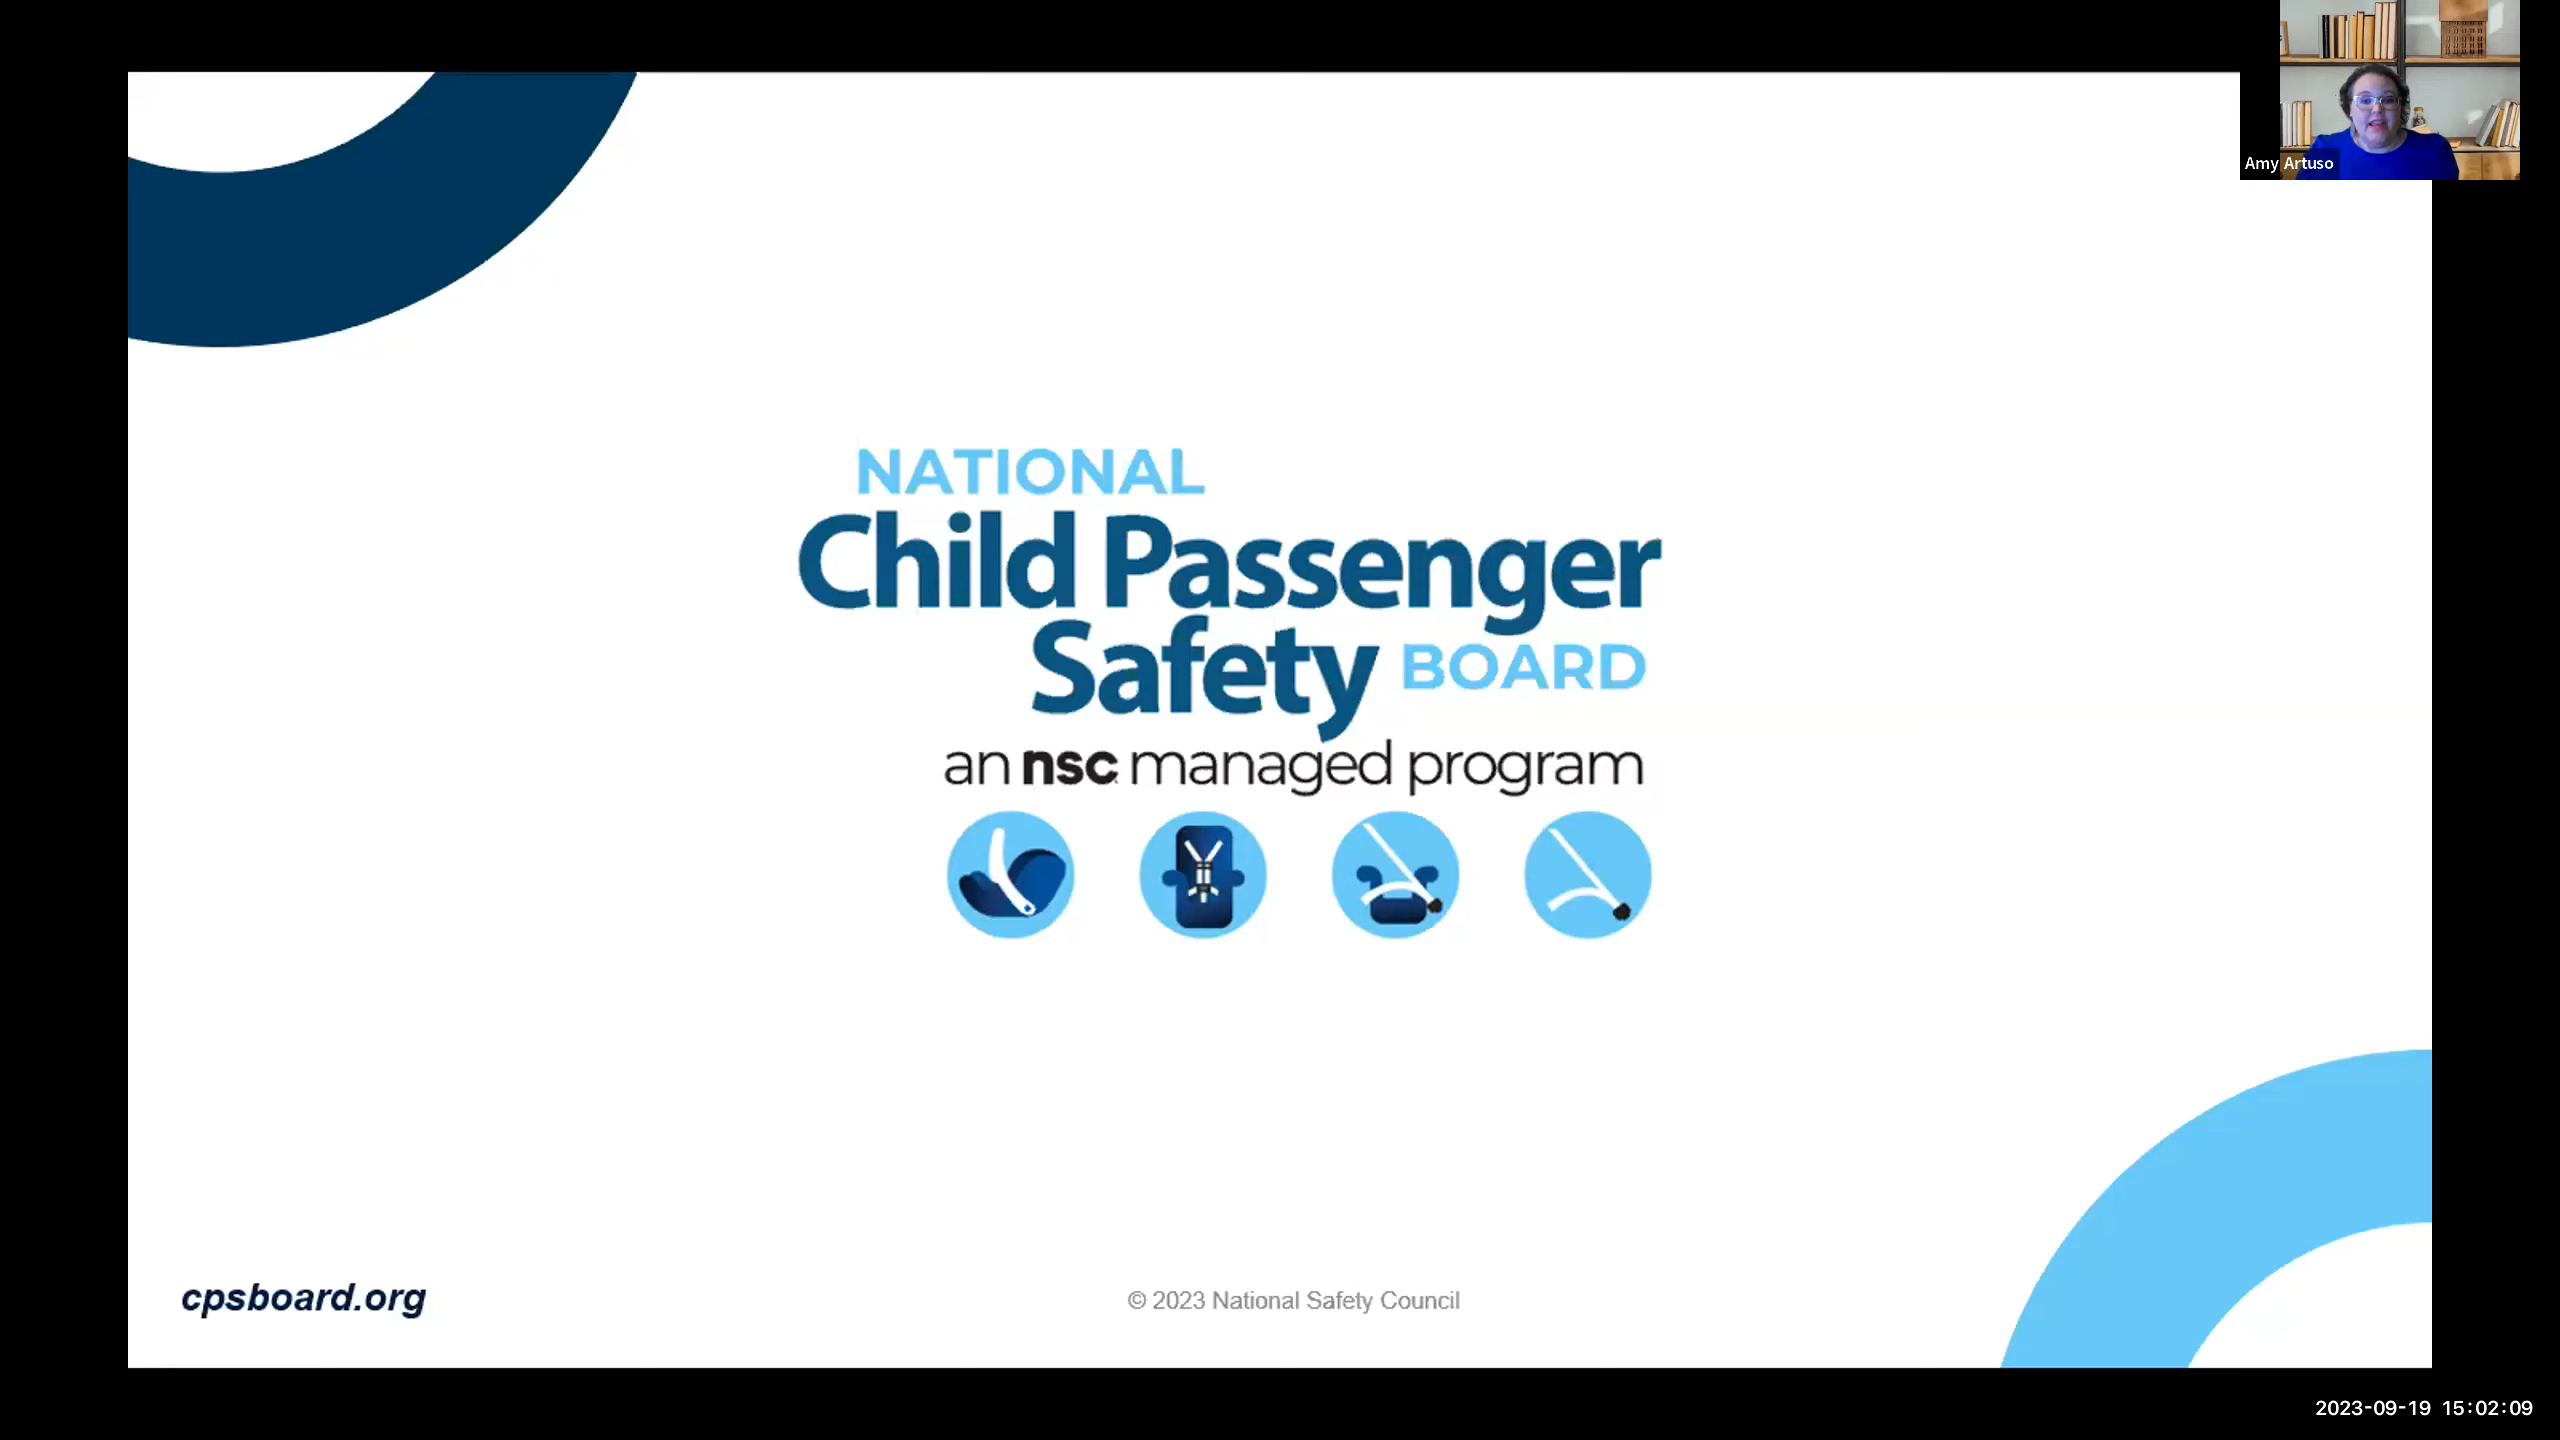 Amy Artuso
NATIONAL
Child Passenger
Safety BOARD
an nsc managed program
cpsboard.org
© 2023 National Safety Council
2023-09-19 15:02:09